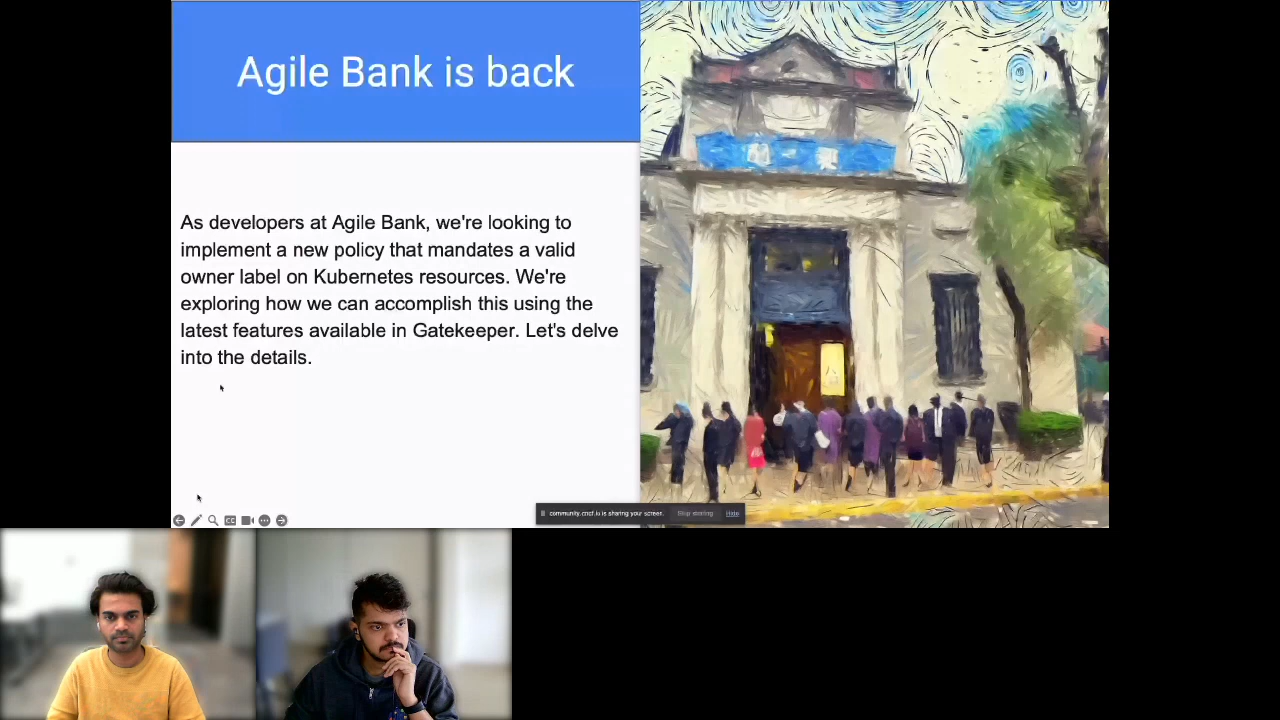 Agile Bank is back
As developers at Agile Bank, we're looking to
implement a new policy that mandates a valid
owner label on Kubernetes resources. We're
exploring how we can accomplish this using the
latest features available in Gatekeeper. Let's delve
into the details.
CC
community.cncf.io is sharing your screen. Stop sharing Hide